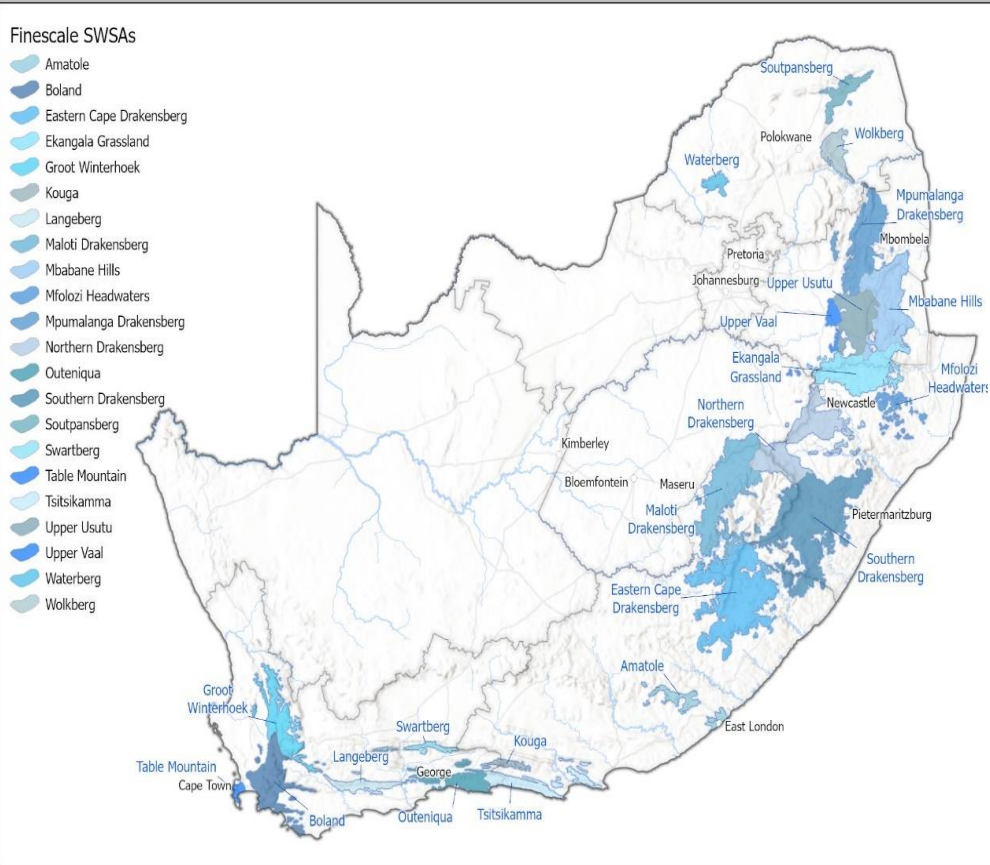 Finescale SWSAs
Amatole
Boland
Eastern Cape Drakensberg
Ekangala Grassland
Groot Winterhoek
Kouga
Langeberg
Maloti Drakensberg
Mbabane Hills
Mfolozi Headwaters
Mpumalanga Drakensberg
Northern Drakensberg
Outeniqua
Southern Drakensberg
Soutpansberg
Swartberg
Table Mountain
Tsitsikamma
Upper Usutu
Upper Vaal
Waterberg
Wolkberg
Soutpansberg
Polokwane
Wolkberg
Waterberg
Mpumalanga
Drakensberg
Mbombela
Pretoria
Johannesburg
Upper Usutu
Mbabane Hills
Upper Vaal
Ekangala
Grassland
Mfolozi
Headwaters
Newcastle
Northern
Drakensberg
Kimberley
Bloemfontein
Maseru
Maloti
Drakensberg
Pietermaritzburg
Southern
Drakensberg
Eastern Cape
Drakensberg
Amatole
East London
Groot
Winterhoek
Swartberg
Kouga
Langeberg
George
Table Mountain
Cape Town
Boland
Outeniqua
Tsitsikamma